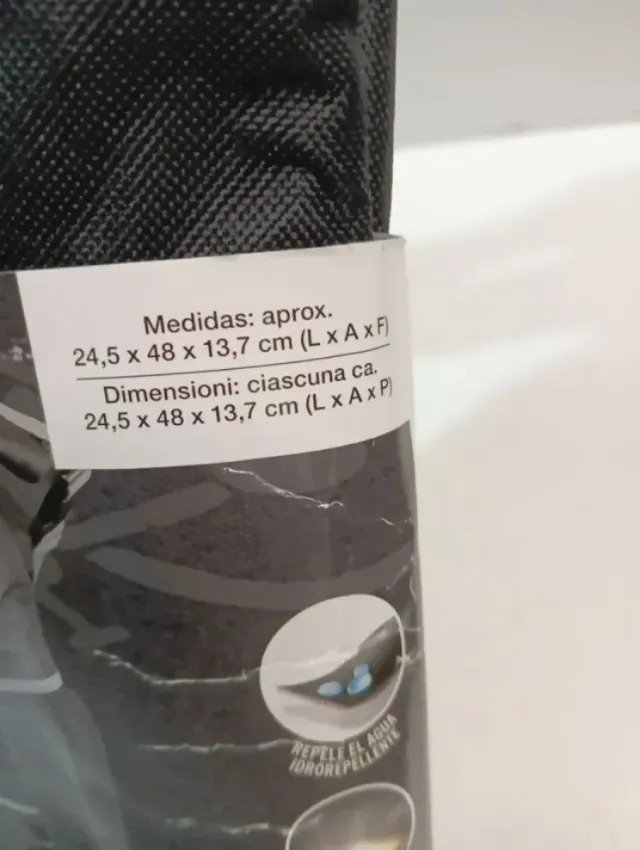 Medidas: aprox.
24,5 x 48 x 13,7 cm (L x A x F)
Dimensioni: ciascuna ca.
24,5 x 48 x 13,7 cm (L x A x P)
REPELE EL AGUA
IDROREPELLENTE